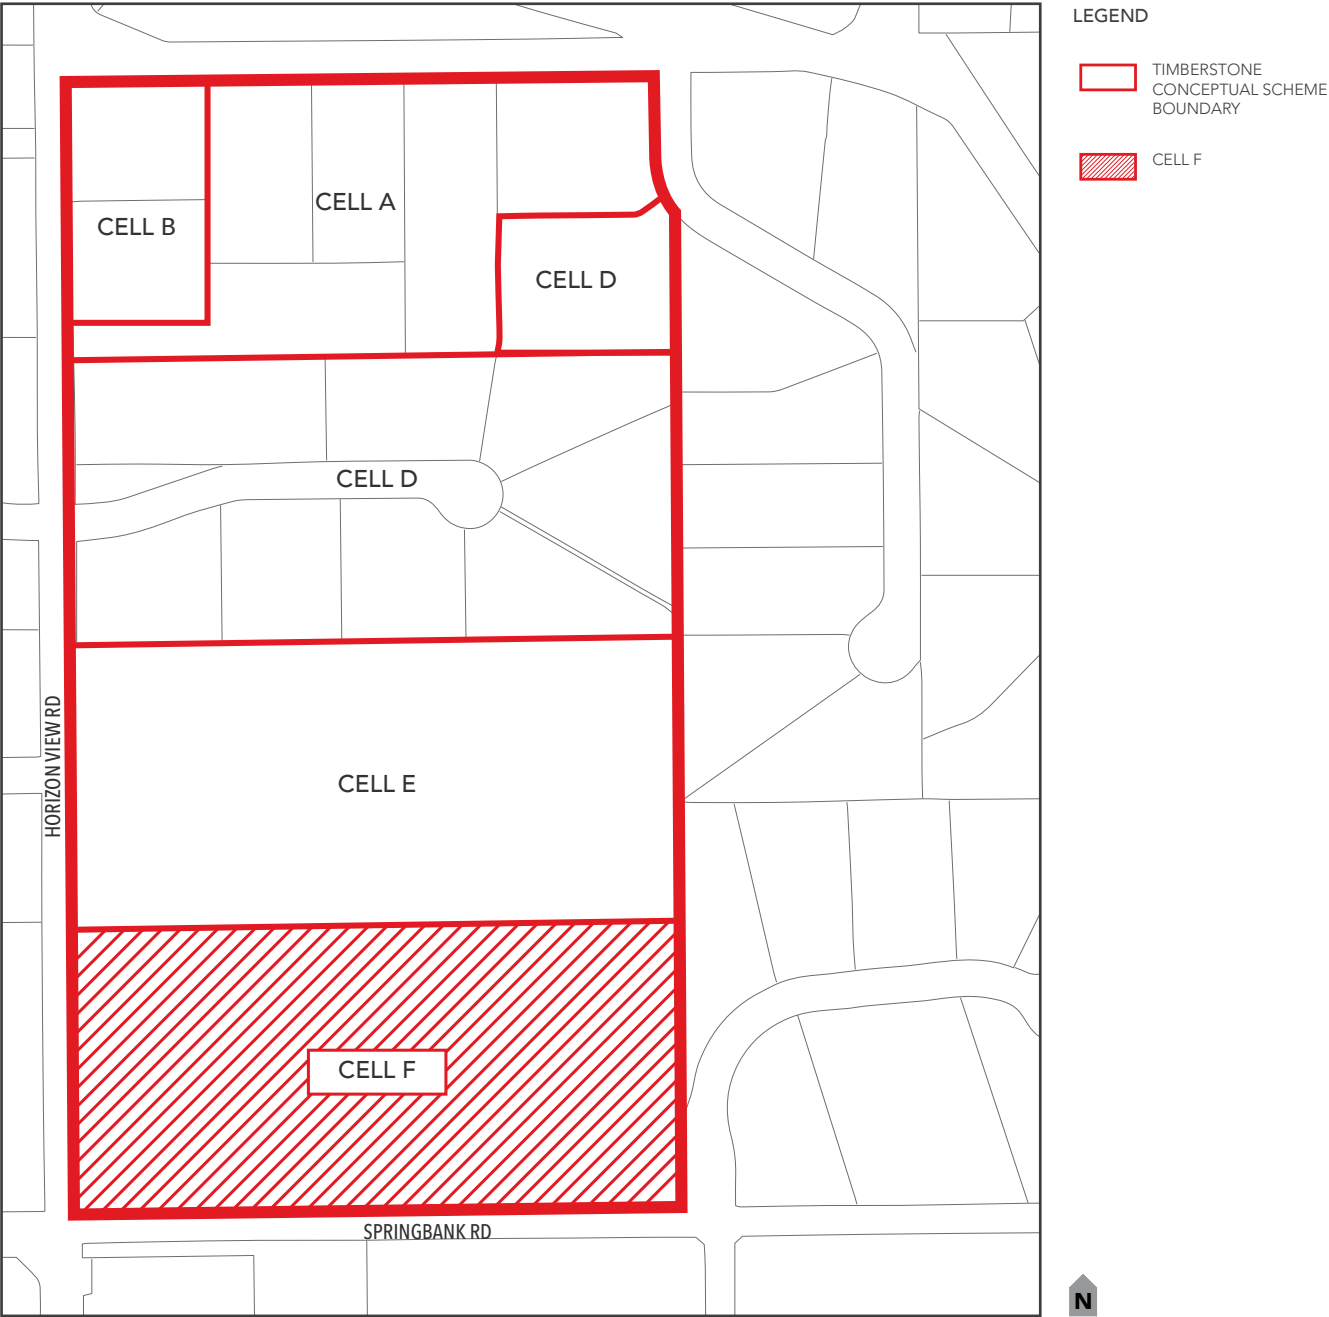 LEGEND
TIMBERSTONE
CONCEPTUAL SCHEME
BOUNDARY
CELL F
CELL A
CELL B
CELL D
CELL D
HORIZON VIEW RD
CELL E
CELL F
SPRINGBANK RD
N